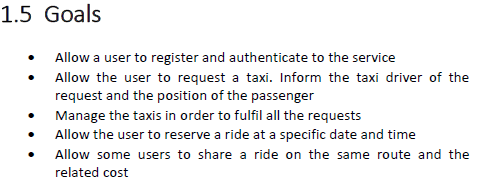 1.5 Goals
• Allow a user to register and authenticate to the service
• Allow the user to request a taxi. Inform the taxi driver of the
request and the position of the passenger
• Manage the taxis in order to fulfil all the requests
• Allow the user to reserve a ride at a specific date and time
• Allow some users to share a ride on the same route and the
related cost